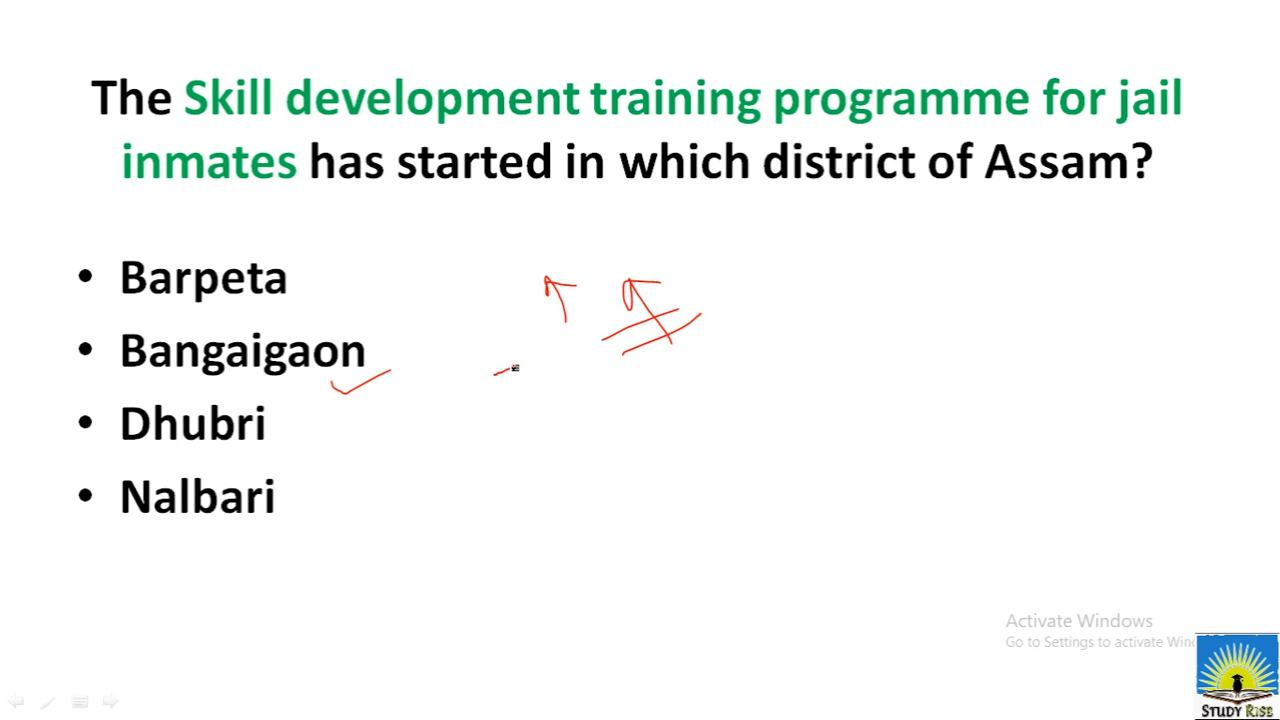 The Skill development training programme for jail
inmates has started in which district of Assam?
• Barpeta
• Bangaigaon
• Dhubri
• Nalbari
Activate Windows
Go to Settings to activate
STUDY RISE